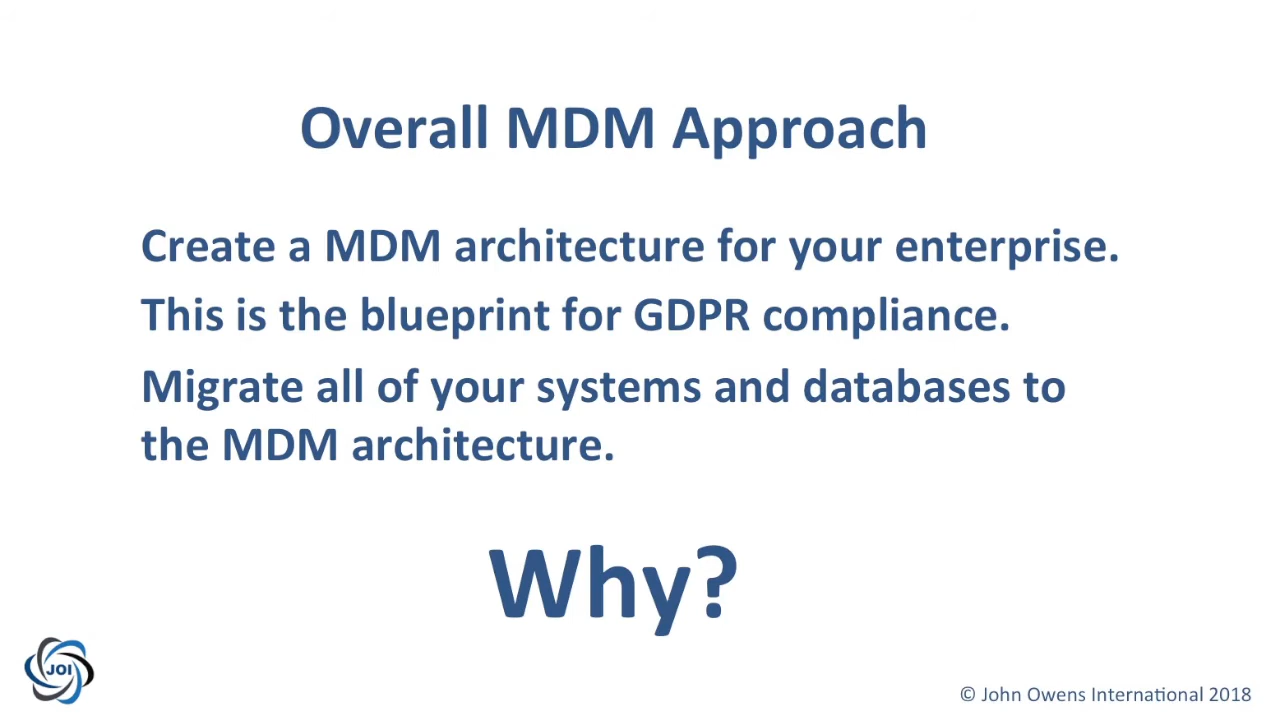 Overall MDM Approach
Create a MDM architecture for your enterprise.
This is the blueprint for GDPR compliance.
Migrate all of your systems and databases to
the MDM architecture.
Why?
JOI
© John Owens International 2018